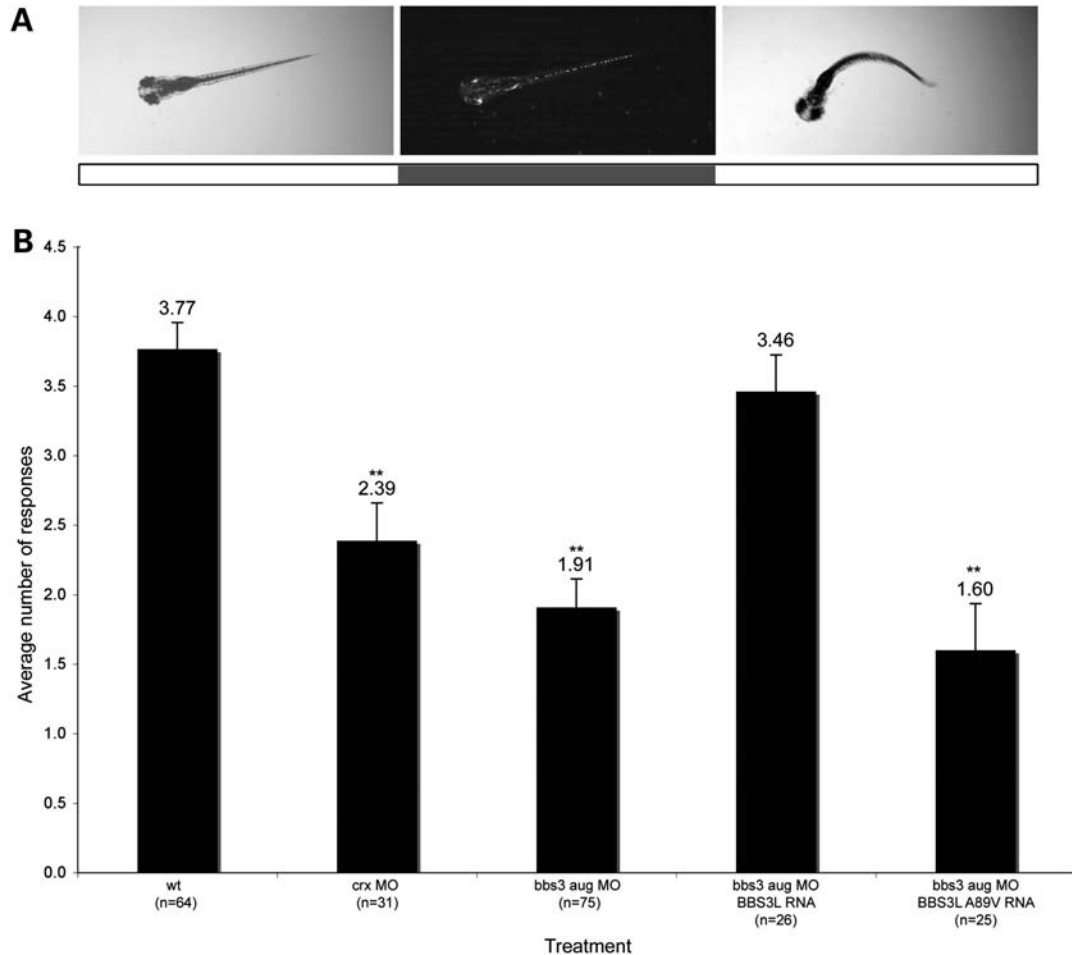 A
B
4.5
4.0
3.5
3.0
2.5
2.0
1.5
1.0
0.5
0.0
Average number of responses
3.77
**
2.39
**
1.91
3.46
**
1.60
wt
(n=64)
crx MO
(n=31)
bbs3 aug MO
(n=75)
bbs3 aug MO
BBS3L RNA
(n=26)
bbs3 aug MO
BBS3L A89V RNA
(n=25)
Treatment